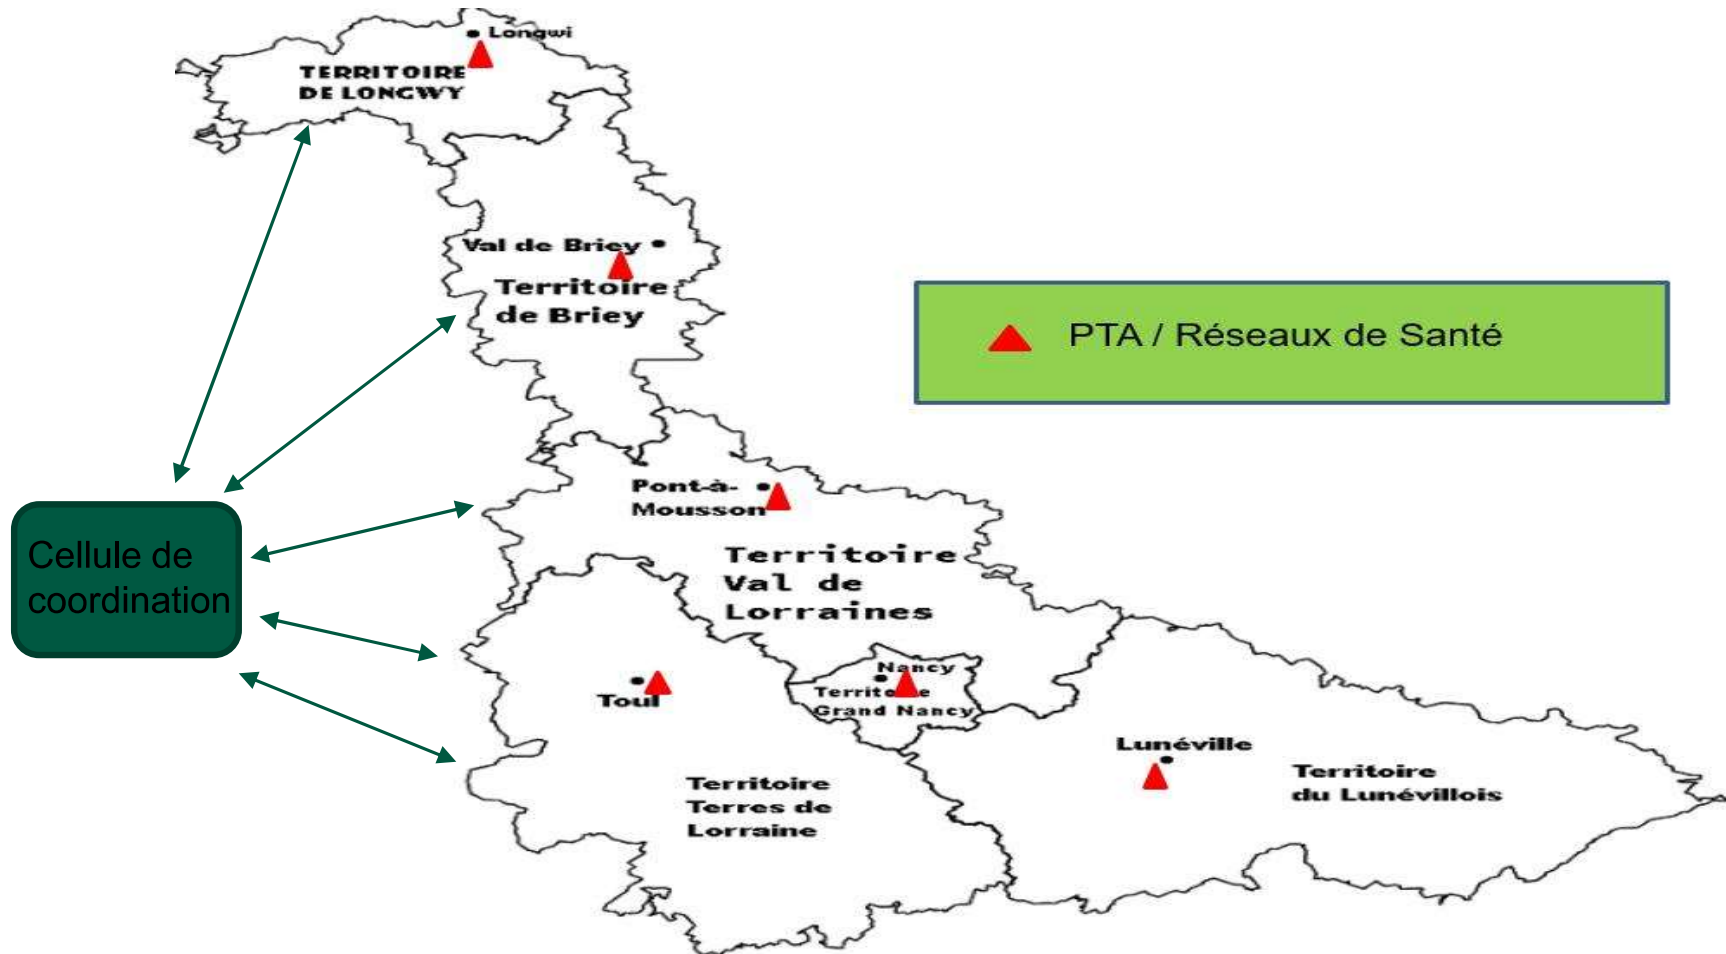 Longwi
TERRITOIRE
DE LONGWY
Val de Briey
Territoire
de Briey
PTA / Réseaux de Santé
Pont-à-
Mousson
Cellule de
coordination
Territoire
Val de
Lorraines
Nancy
Territoire
Grand Nancy
Toul
Lunéville
Territoire
du Lunévillois
Territoire
Terres de
Lorraine